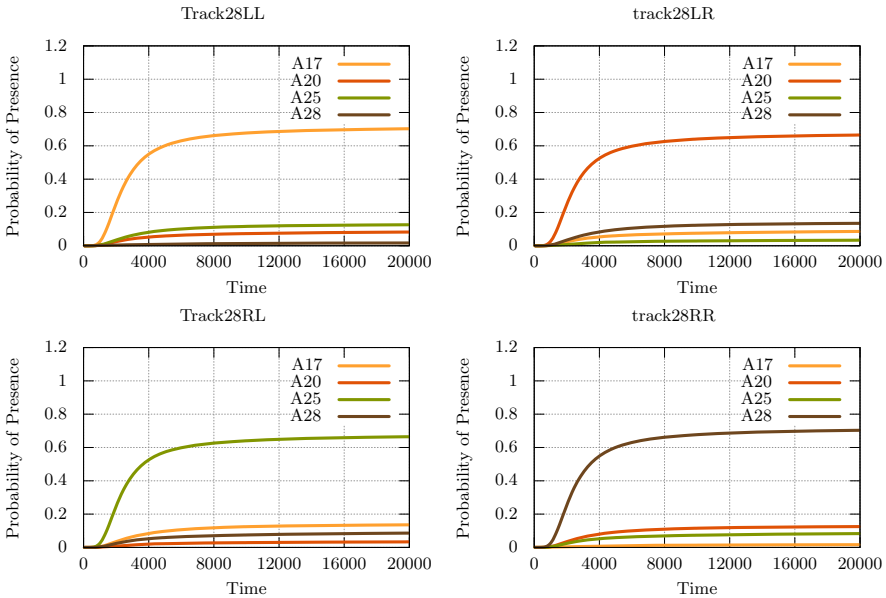 Track28LL
Probability of Presence
1.2
1
0.8
0.6
0.4
0.2
0
A17
A20
A25
A28
0 4000 8000 12000 16000 20000
Time
track28LR
Probability of Presence
1.2
1
0.8
0.6
0.4
0.2
0
A17
A20
A25
A28
0 4000 8000 12000 16000 20000
Time
Track28RL
Probability of Presence
1.2
1
0.8
0.6
0.4
0.2
0
A17
A20
A25
A28
0 4000 8000 12000 16000 20000
Time
track28RR
Probability of Presence
1.2
1
0.8
0.6
0.4
0.2
0
A17
A20
A25
A28
0 4000 8000 12000 16000 20000
Time